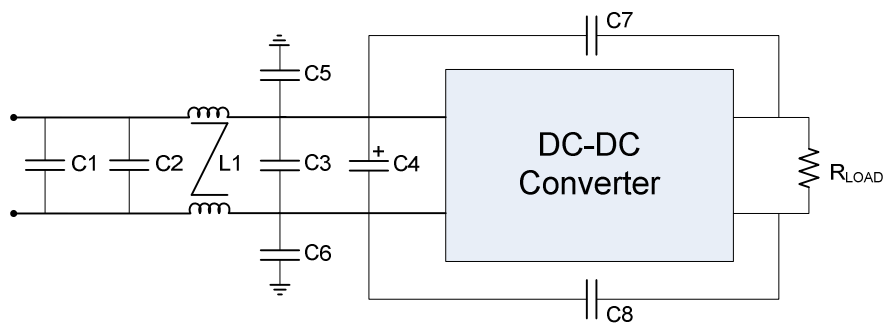 C7
C5
C1
C2
L1
C3
+
C4
DC-DC
Converter
RLOAD
C6
C8